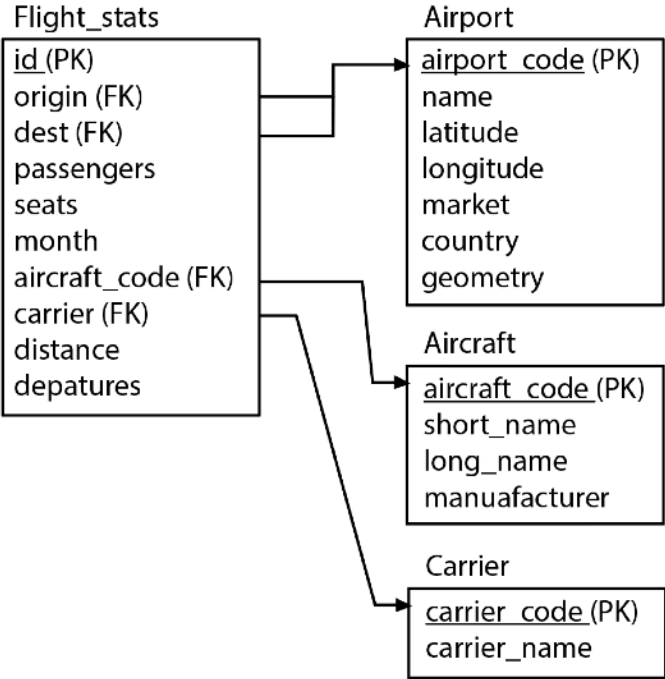 Flight_stats
id (PK)
origin (FK)
dest (FK)
passengers
seats
month
aircraft_code (FK)
carrier (FK)
distance
depatures
Airport
airport_code (PK)
name
latitude
longitude
market
country
geometry
Aircraft
aircraft_code (PK)
short_name
long_name
manuafacturer
Carrier
carrier_code (PK)
carrier_name